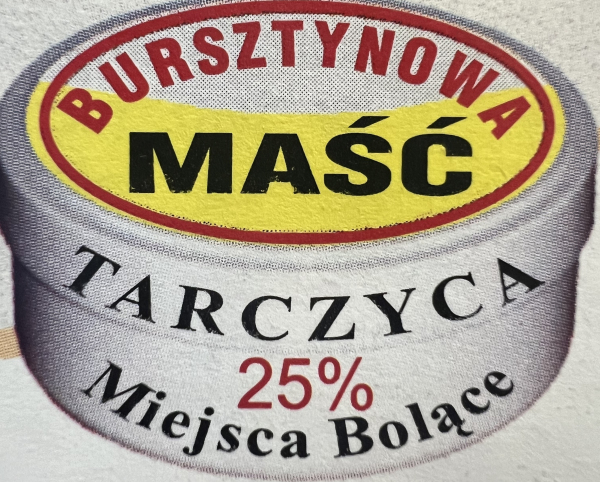 BURSZTYNOWA
MAŚĆ
TARCZYCA
25%
Miejsca Bolące